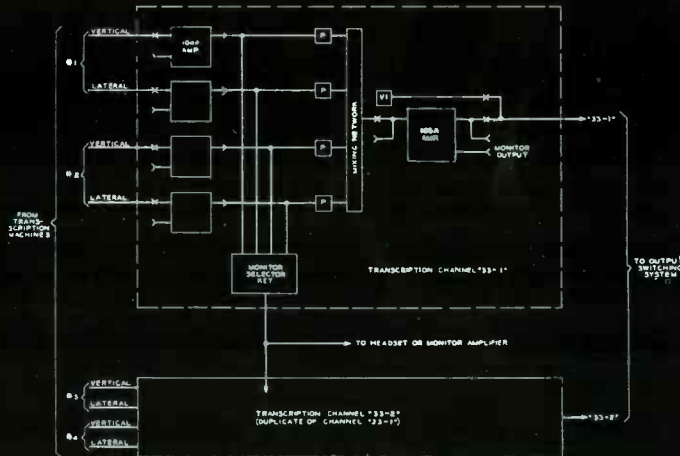 VERTICAL
#1
LATERAL
AMP
VERTICAL
#2
LATERAL
FROM TRAN-
SCRIPTION
MACHINES
P
P
P
P
MIXING NETWORK
VI
AMP
MONITOR
OUTPUT
"33-1"
MONITOR
SELECTOR
KEY
TRANSCRIPTION CHANNEL "33-1"
TO OUTPUT
SWITCHING
SYSTEM
TO HEADSET OR MONITOR AMPLIFIER
VERTICAL
#3
LATERAL
VERTICAL
#4
LATERAL
TRANSCRIPTION CHANNEL "33-2"
(DUPLICATE OF CHANNEL "33-1")
"33-2"